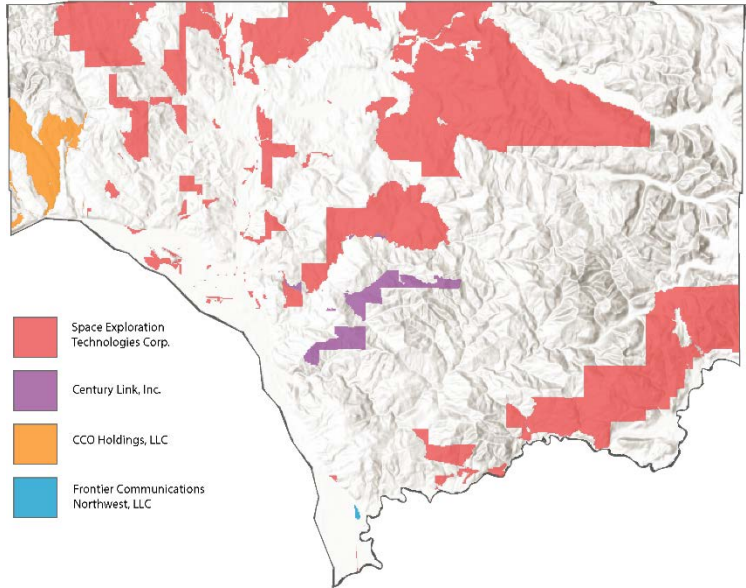 Space Exploration
Technologies Corp.
Century Link, Inc.
CCO Holdings, LLC
Frontier Communications
Northwest, LLC